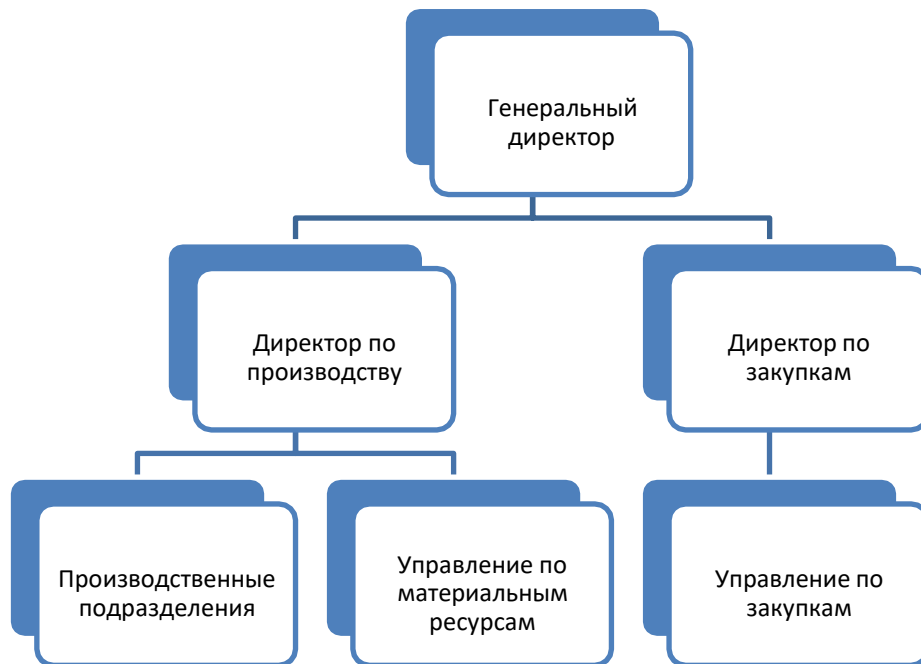 Генеральный
директор
Директор по
производству
Директор по
закупкам
Производственные
подразделения
Управление по
материальным
ресурсам
Управление по
закупкам